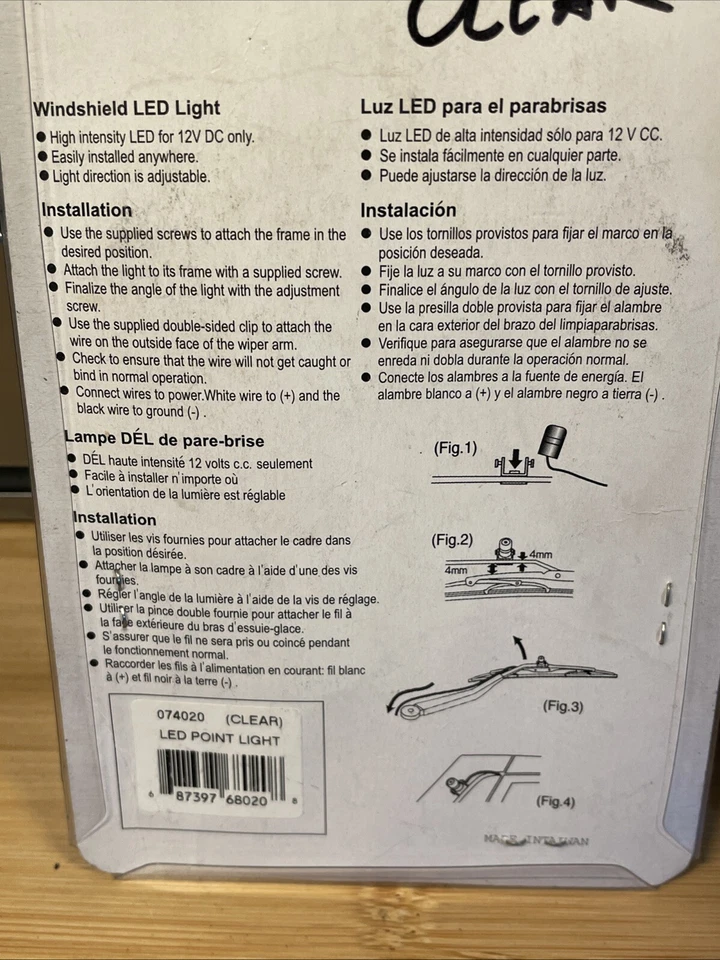 CLEAR
Windshield LED Light
● High intensity LED for 12V DC only.
● Easily installed anywhere.
● Light direction is adjustable.
Installation
● Use the supplied screws to attach the frame in the
desired position.
● Attach the light to its frame with a supplied screw.
● Finalize the angle of the light with the adjustment
screw.
● Use the supplied double-sided clip to attach the
wire on the outside face of the wiper arm.
● Check to ensure that the wire will not get caught or
bind in normal operation.
● Connect wires to power.White wire to (+) and the
black wire to ground (-) .
Lampe DÉL de pare-brise
● DÉL haute intensité 12 volts c.c. seulement
● Facile à installer n'importe où
● L'orientation de la lumière est réglable
Installation
● Utiliser les vis fournies pour attacher le cadre dans
la position désirée.
● Attacher la lampe à son cadre à l'aide d'une des vis
fournies.
● Régler l'angle de la lumière à l'aide de la vis de réglage.
● Utiliser la pince double fournie pour attacher le fil à
la face extérieure du bras d'essuie-glace.
● S'assurer que le fil ne sera pris ou coincé pendant
le fonctionnement normal.
● Raccorder les fils à l'alimentation en courant: fil blanc
à (+) et fil noir à la terre (-) .
Luz LED para el parabrisas
● Luz LED de alta intensidad sólo para 12 V CC.
● Se instala fácilmente en cualquier parte.
● Puede ajustarse la dirección de la luz.
Instalación
● Use los tornillos provistos para fijar el marco en la
posición deseada.
● Fije la luz a su marco con el tornillo provisto.
● Finalice el ángulo de la luz con el tornillo de ajuste.
● Use la presilla doble provista para fijar el alambre
en la cara exterior del brazo del limpiaparabrisas.
● Verifique para asegurarse que el alambre no se
enreda ni dobla durante la operación normal.
● Conecte los alambres a la fuente de energía. El
alambre blanco a (+) y el alambre negro a tierra (-) .
(Fig.1)
(Fig.2)
4mm
4mm
(Fig.3)
(Fig.4)
074020 (CLEAR)
LED POINT LIGHT
6 87397 68020 8
MADE IN TAIWAN